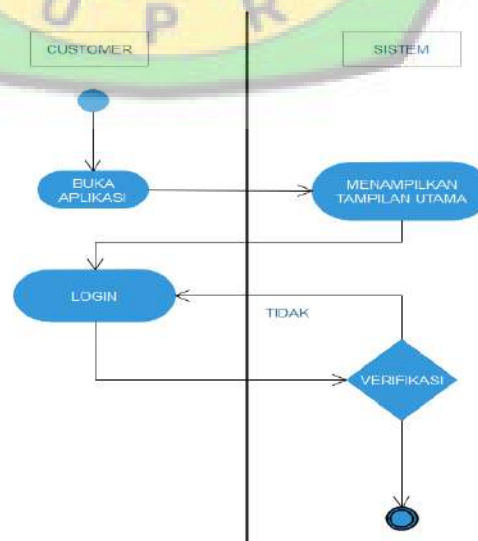 U P R
CUSTOMER
SISTEM
BUKA
APLIKASI
MENAMPILKAN
TAMPILAN UTAMA
LOGIN
TIDAK
VERIFIKASI